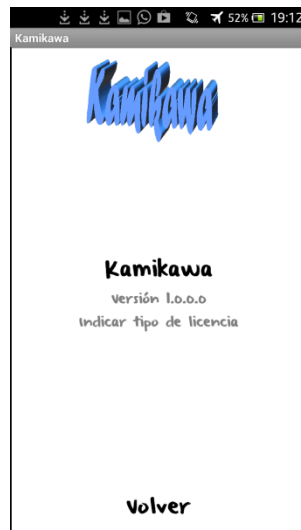 52% 19:12
Kamikawa
Kamikawa
Kamikawa
Versión 1.0.0.0
Indicar tipo de licencia
Volver